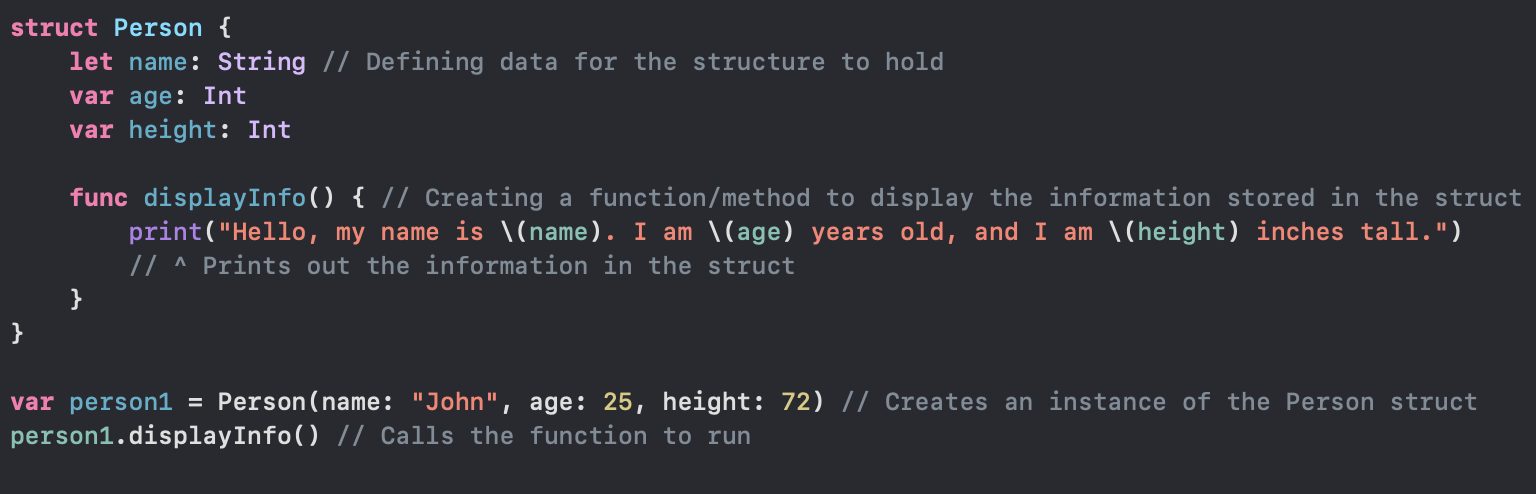 struct Person {
    let name: String // Defining data for the structure to hold
    var age: Int
    var height: Int
    func displayInfo() { // Creating a function/method to display the information stored in the struct
        print("Hello, my name is \(name). I am \(age) years old, and I am \(height) inches tall.")
        // ^ Prints out the information in the struct
    }
}
var person1 = Person(name: "John", age: 25, height: 72) // Creates an instance of the Person struct
person1.displayInfo() // Calls the function to run